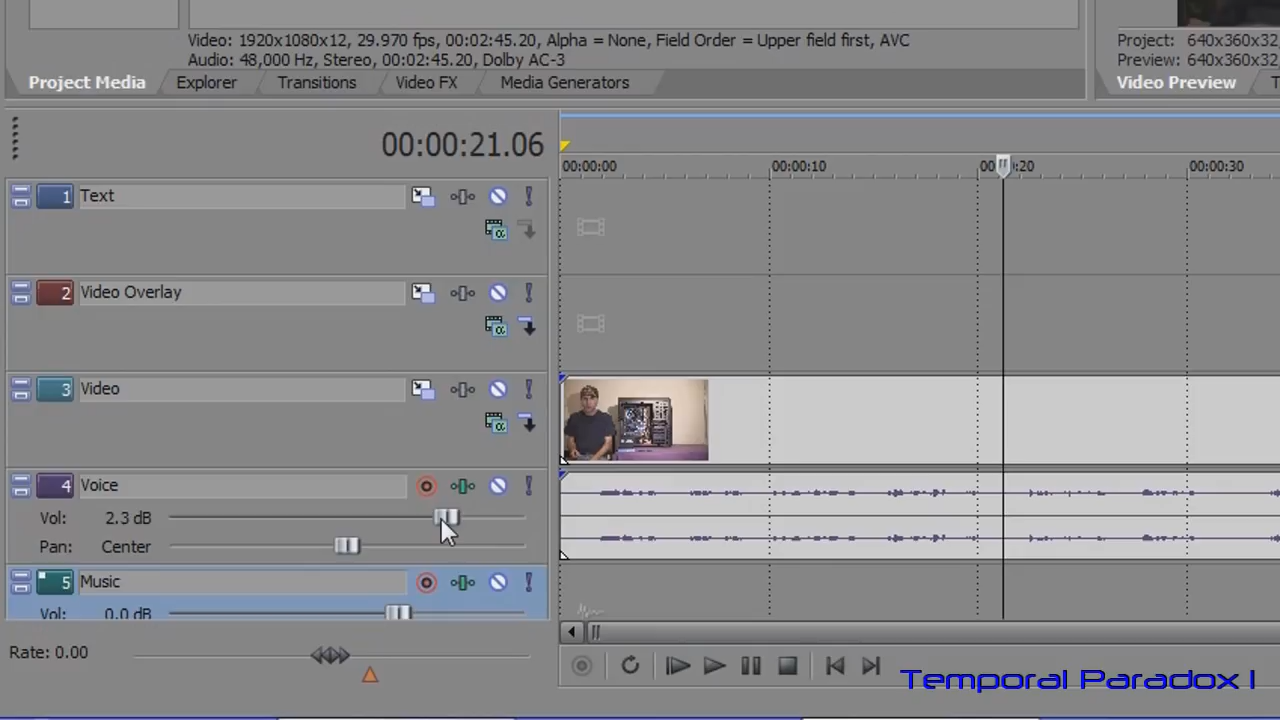 Video: 1920x1080x12, 29.970 fps, 00:02:45.20, Alpha = None, Field Order = Upper field first, AVC
Audio: 48,000 Hz, Stereo, 00:02:45.20, Dolby AC-3
Project: 640x360x32
Preview: 640x360x32
Project Media Explorer Transitions Video FX Media Generators
Video Preview
00:00:21.06
00:00:00 00:00:10 00:00:20 00:00:30
1 Text
2 Video Overlay
3 Video
4 Voice
Vol: 2.3 dB
Pan: Center
5 Music
Vol: 0.0 dB
Rate: 0.00
Temporal Paradox I